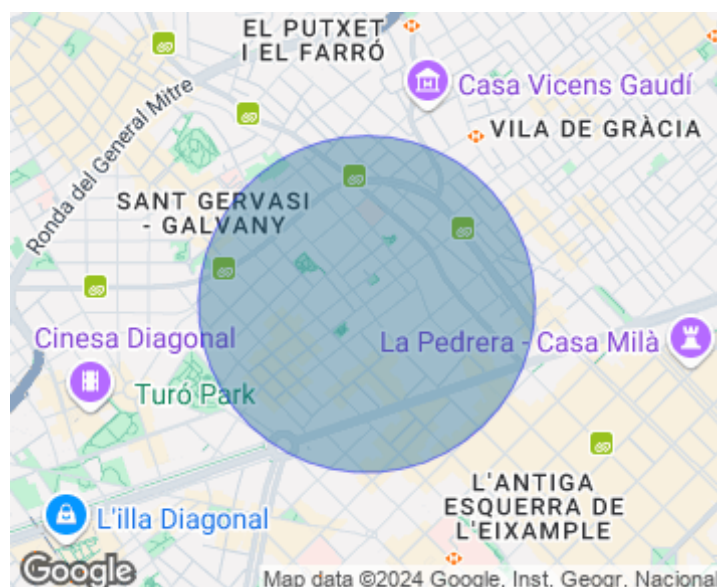 EL PUTXET
I EL FARRÓ
Casa Vicens Gaudí
VILA DE GRÀCIA
Ronda del General Mitre
SANT GERVASI
- GALVANY
Cinesa Diagonal
La Pedrera - Casa Milà
Turó Park
L'ANTIGA
ESQUERRA DE
L'EIXAMPLE
L'illa Diagonal
Google
Map data ©2024 Google, Inst. Geogr. Nacional